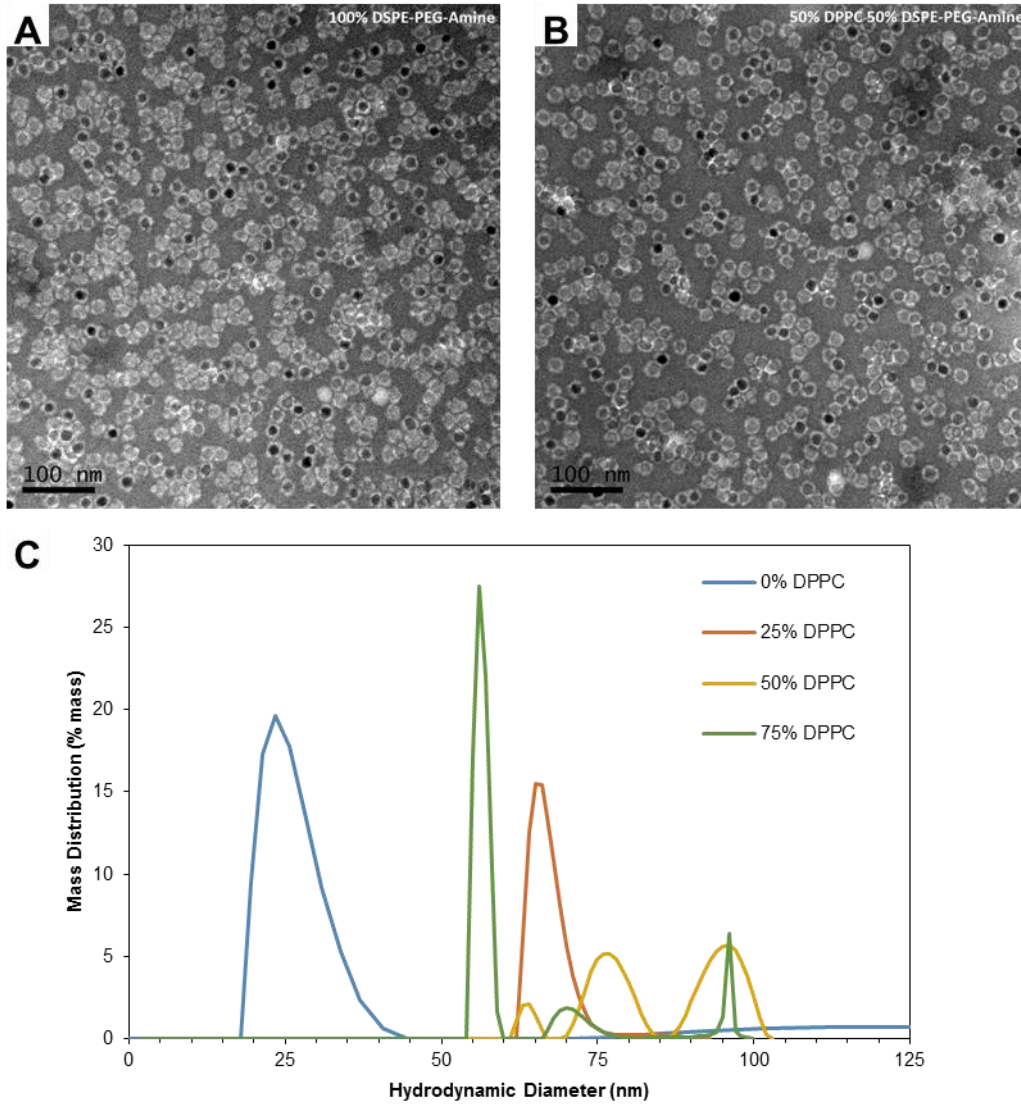 A
100% DSPE-PEG-Amine
100 nm
B
50% DPPC 50% DSPE-PEG-Amine
100 nm
C
30
25
20
15
10
5
0
Mass Distribution (% mass)
0% DPPC
25% DPPC
50% DPPC
75% DPPC
0
25
50
75
100
125
Hydrodynamic Diameter (nm)